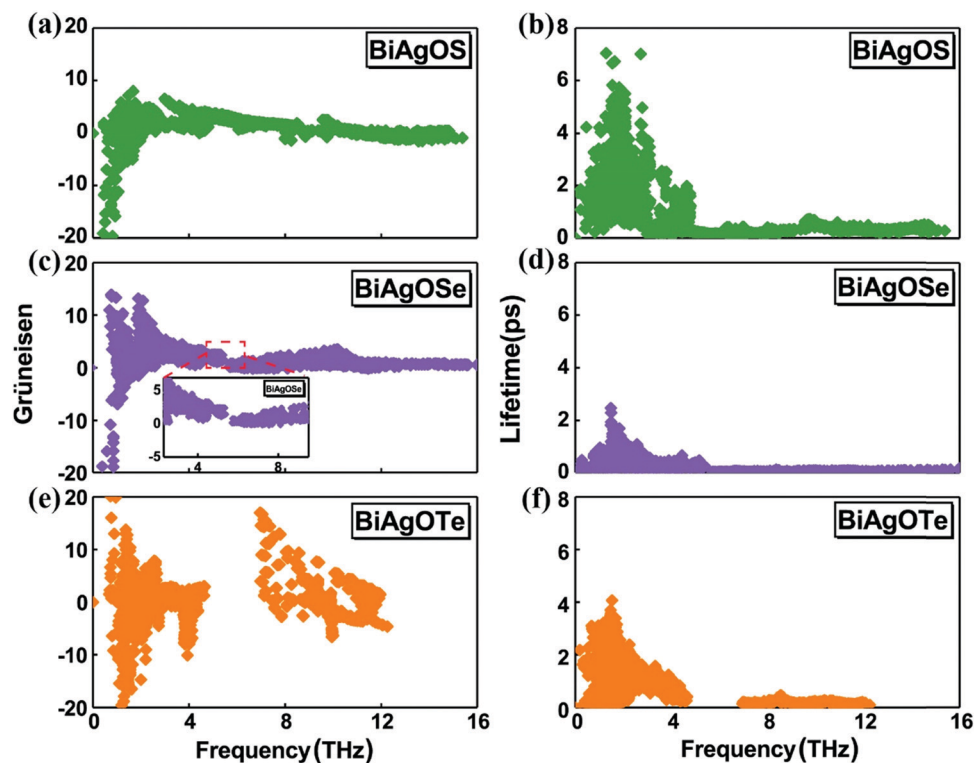 (a)
20
10
0
-10
-20
BiAgOS
(b)
8
6
4
2
0
BiAgOS
(c)
20
10
0
-10
-20
BiAgOSe
BiAgOSe
5
0
-5
4
8
(d)
8
6
4
2
0
BiAgOSe
(e)
20
10
0
-10
-20
BiAgOTe
0
4
8
12
16
Frequency (THz)
Grüneisen
(f)
8
6
4
2
0
BiAgOTe
0
4
8
12
16
Frequency (THz)
Lifetime(ps)